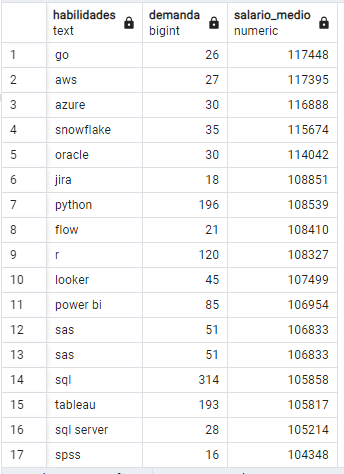 habilidades demanda salario_medio
text bigint numeric
1 go 26 117448
2 aws 27 117395
3 azure 30 116888
4 snowflake 35 115674
5 oracle 30 114042
6 jira 18 108851
7 python 196 108539
8 flow 21 108410
9 r 120 108327
10 looker 45 107499
11 power bi 85 106954
12 sas 51 106833
13 sas 51 106833
14 sql 314 105858
15 tableau 193 105817
16 sql server 28 105214
17 spss 16 104348